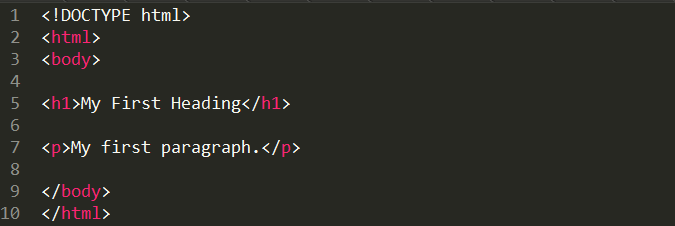 1 <!DOCTYPE html>
2 <html>
3 <body>
4
5 <h1>My First Heading</h1>
6
7 <p>My first paragraph.</p>
8
9 </body>
10 </html>